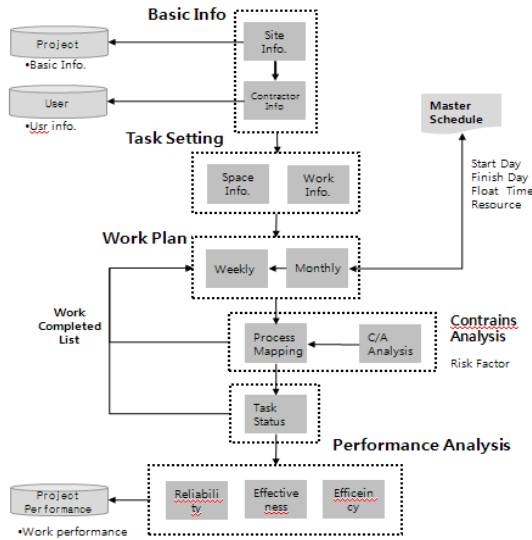 Basic Info
Project
•Basic Info.
Site
Info.
User
•Usr info.
Contractor
Info
Master
Schedule
Task Setting
Space
Info.
Work
Info.
Start Day
Finish Day
Float Time
Resource
Work Plan
Weekly
Monthly
Work
Completed
List
Process
Mapping
C/A
Analysis
Contrains
Analysis
Risk Factor
Task
Status
Performance Analysis
Project
Performance
•Work performance
Reliabili
ty
Effective
ness
Efficein
cy